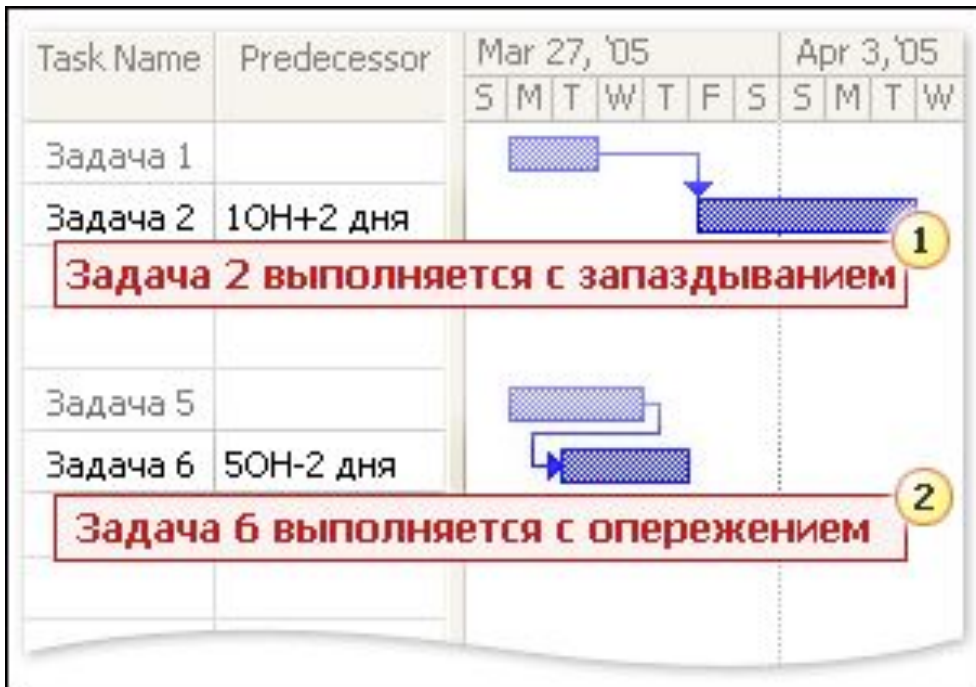 Task Name Predecessor Mar 27, '05 Apr 3, '05
S M T W T F S S M T W
Задача 1
Задача 2 1ОН+2 дня
1
Задача 2 выполняется с запаздыванием
Задача 5
Задача 6 5ОН-2 дня
2
Задача 6 выполняется с опережением